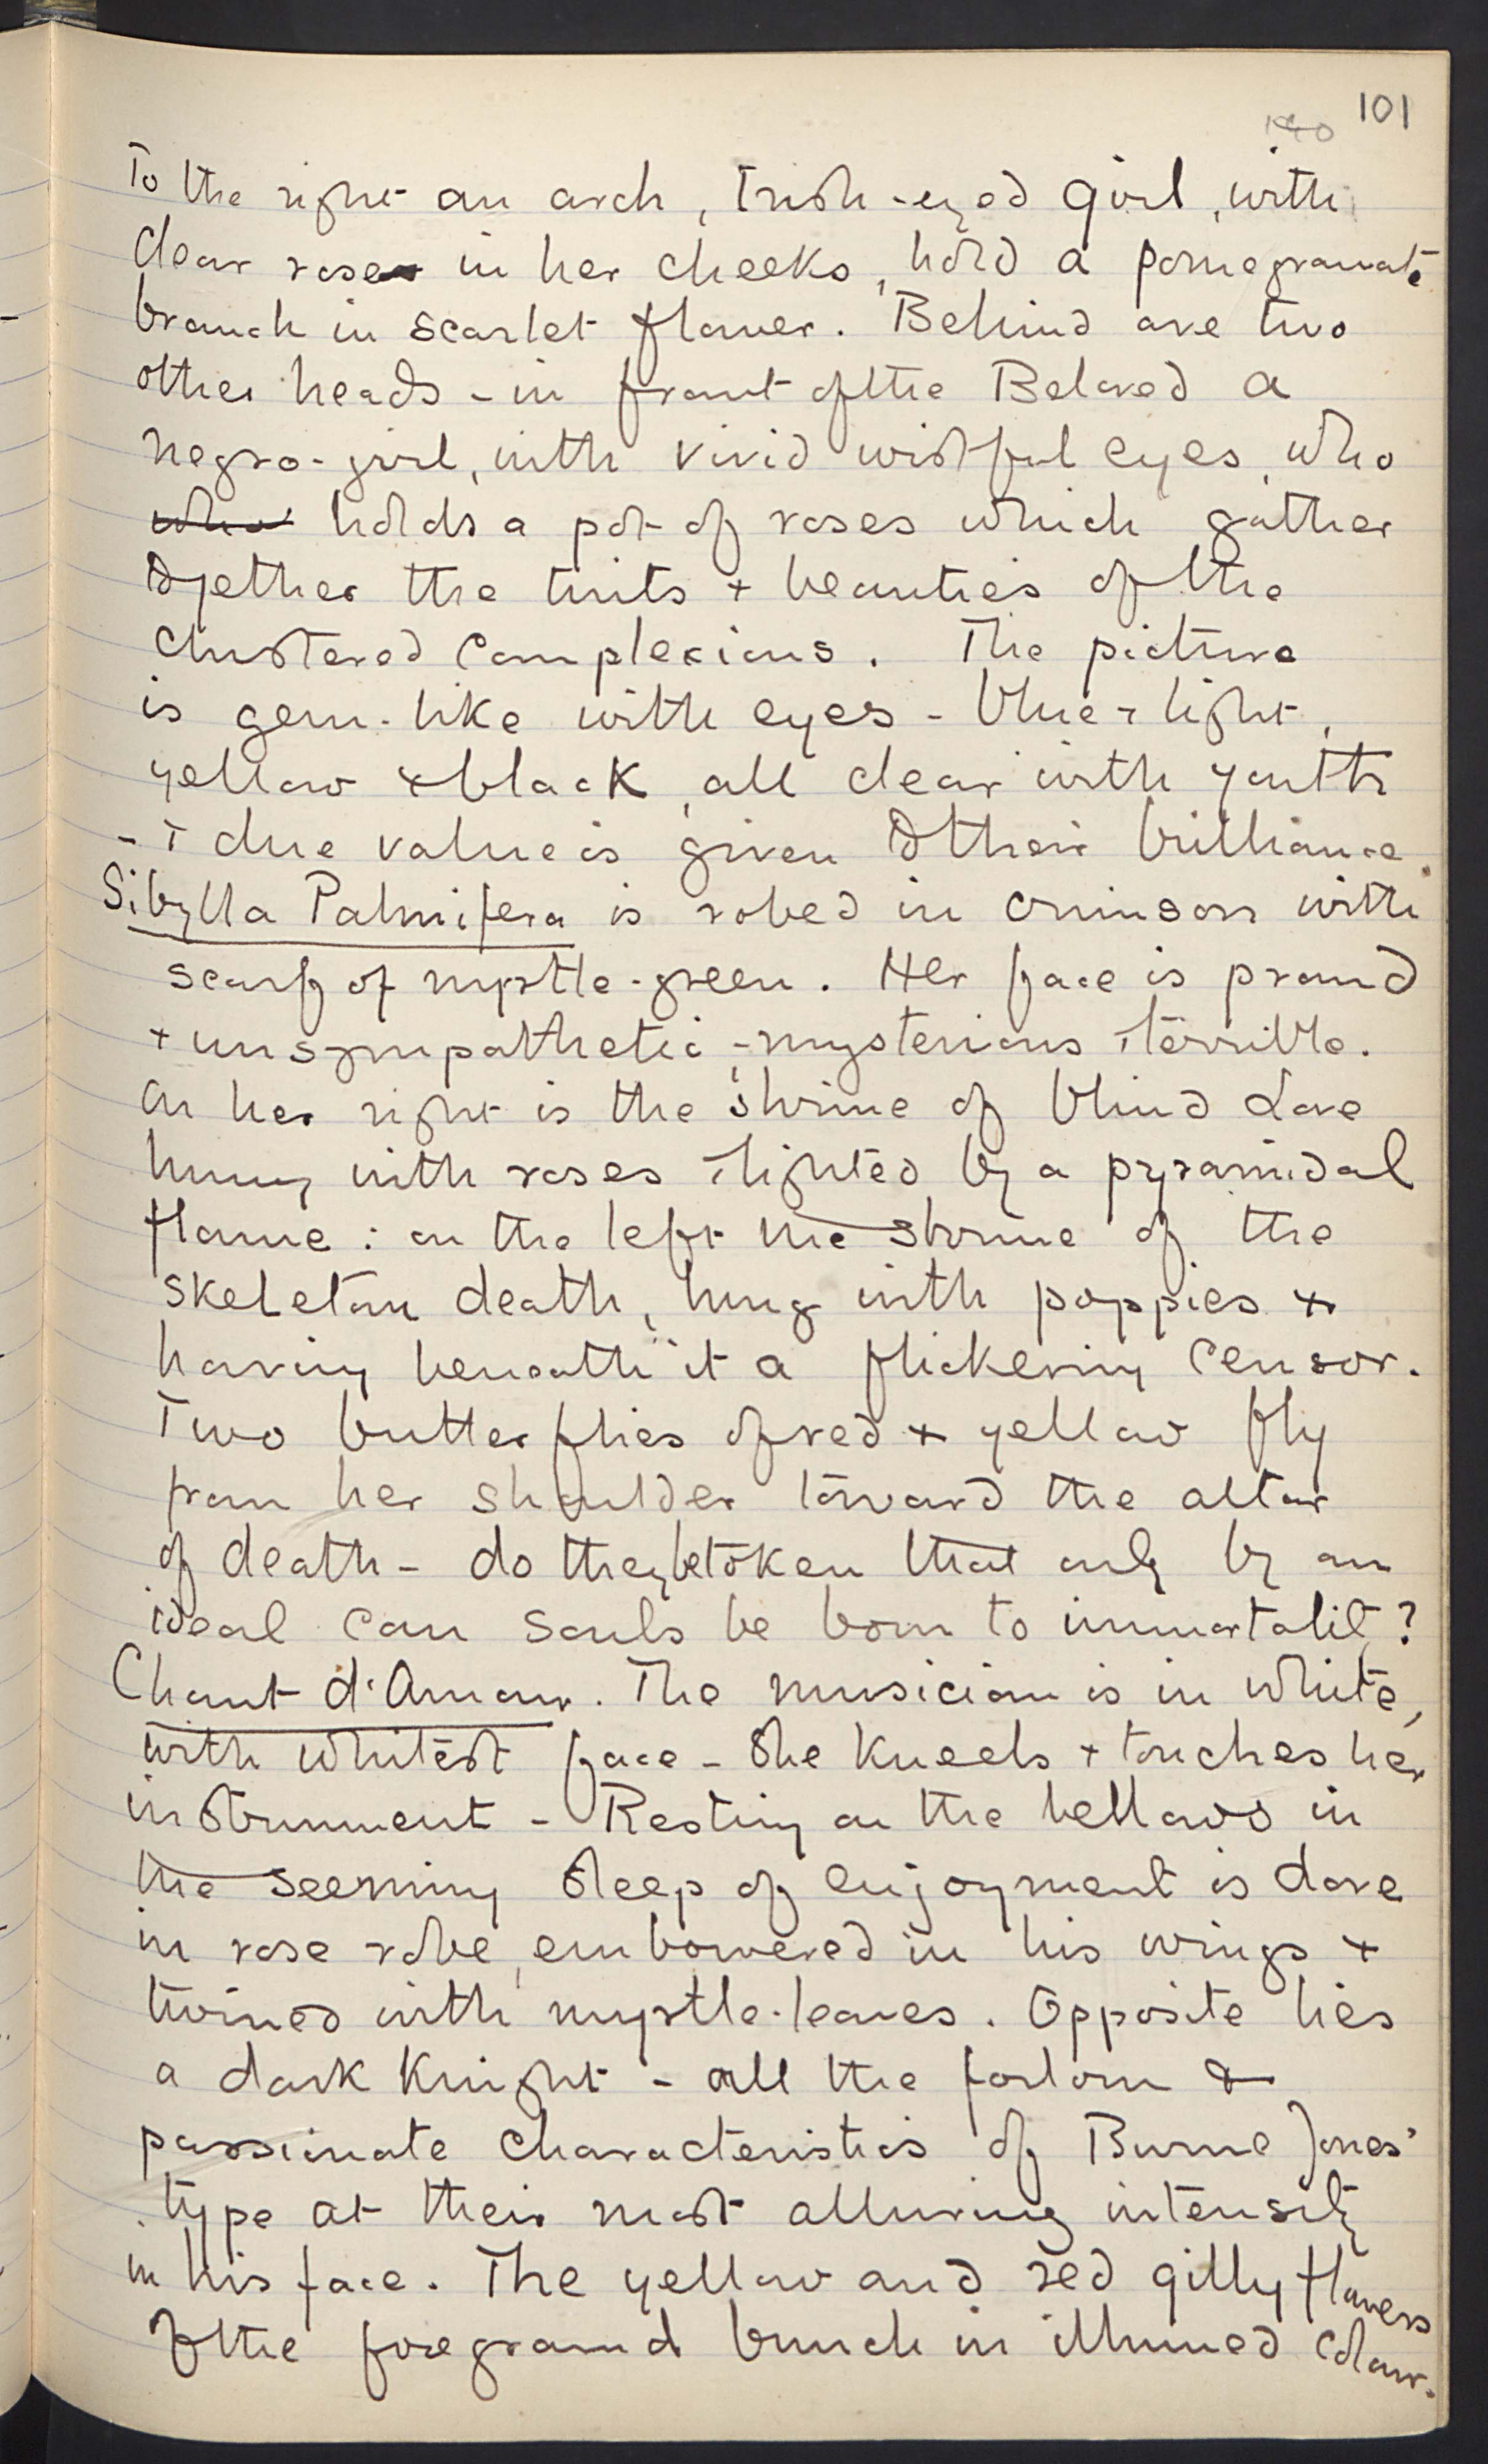 101
To the right an arch, Irish-eyed girl, with
clear rose in her cheeks, hold a pomegranate
branch in scarlet flower. Behind are two
other heads - in front of the Beloved a
negro-girl, with vivid wistful eyes, who
who holds a pot of roses which gather
together the tints + beauties of the
clustered complexions. The picture
is gem-like with eyes - blue + light,
yellow + black, all clear with youth
- + due value is given to their brilliance.
Sibylla Palmifera is robed in crimson with
scarf of myrtle-green. Her face is proud
+ unsympathetic - mysterious + terrible.
On her right is the shrine of blind Love
hung with roses + lighted by a pyramidal
flame: on the left the shrine of the
skeleton death, hung with poppies +
having beneath it a flickering censor.
Two butterflies of red + yellow fly
from her shoulder toward the altar
of death - do they betoken that only by an
ideal can souls be born to immortality?
Chant d'Amour. The musician is in white,
with whitest face - She kneels + touches her
instrument - Resting on the bellows in
the seeming sleep of enjoyment is Love
in rose robe, embowered in his wings +
twined with myrtle-leaves. Opposite lies
a dark Knight - all the forlorn &
passionate characteristics of Burne Jones'
type at their most alluring intensity
in his face. The yellow and red gillyflowers
of the foreground bunch in illumed colour.